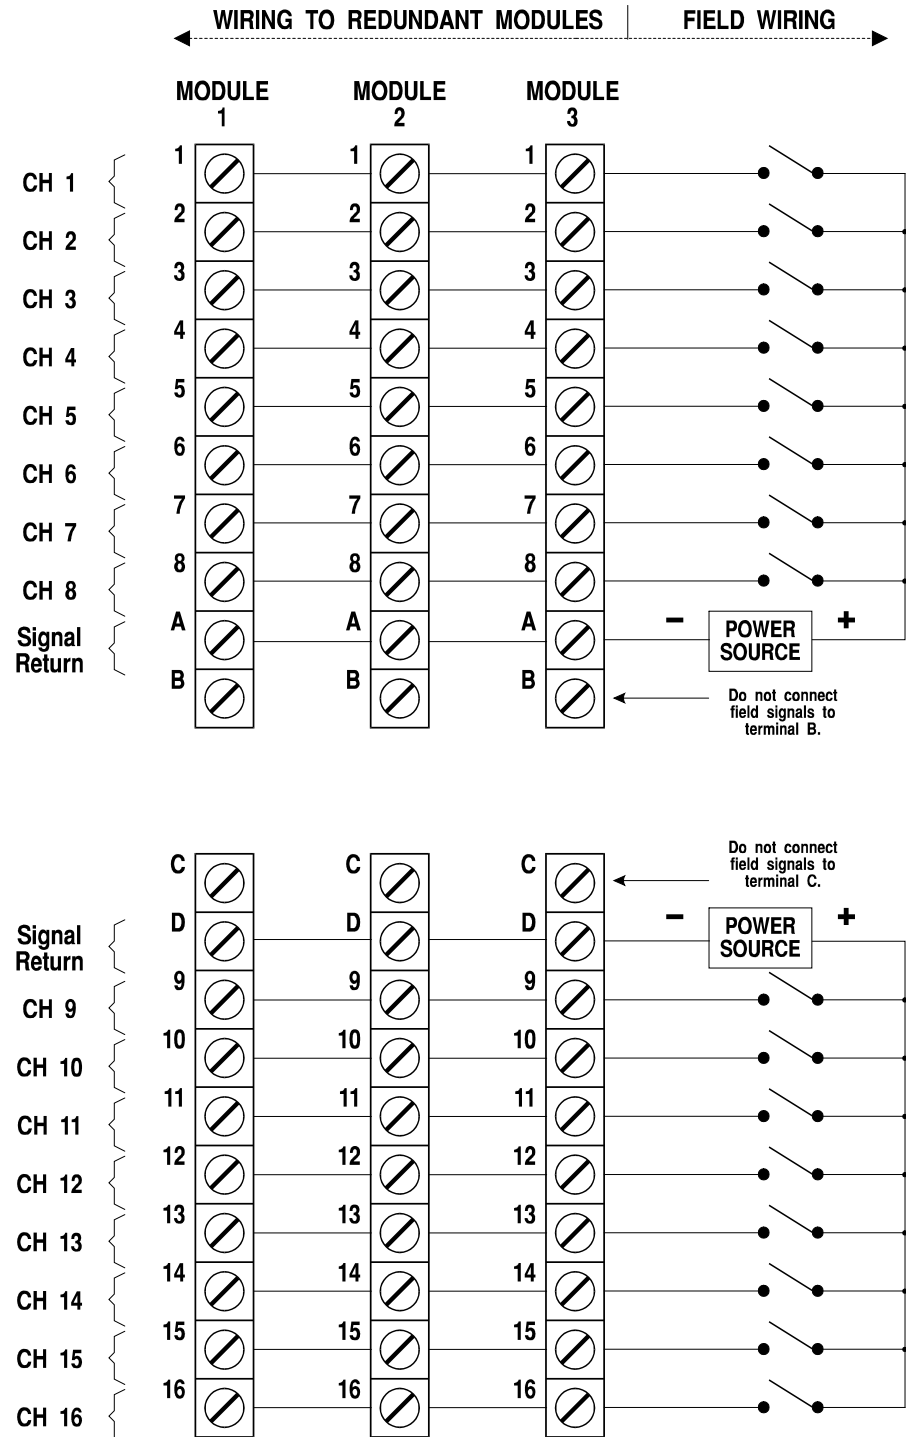 WIRING TO REDUNDANT MODULES
FIELD WIRING
MODULE
1
MODULE
2
MODULE
3
CH 1
1
1
1
CH 2
2
2
2
CH 3
3
3
3
CH 4
4
4
4
CH 5
5
5
5
CH 6
6
6
6
CH 7
7
7
7
CH 8
8
8
8
Signal
Return
A
A
A
−
POWER
SOURCE
+
B
B
B
Do not connect
field signals to
terminal B.
C
C
C
Do not connect
field signals to
terminal C.
Signal
Return
D
D
D
−
POWER
SOURCE
+
CH 9
9
9
9
CH 10
10
10
10
CH 11
11
11
11
CH 12
12
12
12
CH 13
13
13
13
CH 14
14
14
14
CH 15
15
15
15
CH 16
16
16
16